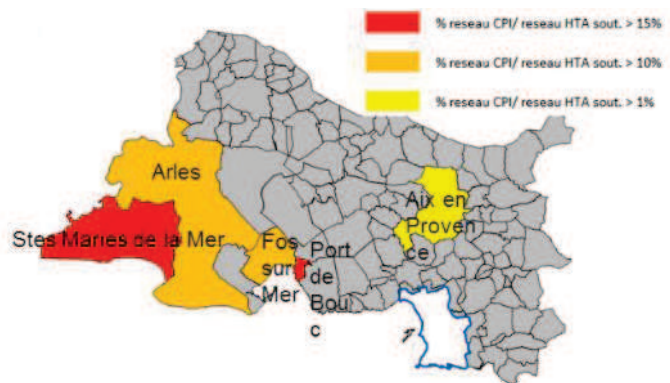 % reseau CPI/ reseau HTA sout. > 15%
% reseau CPI/ reseau HTA sout. > 10%
% reseau CPI/ reseau HTA sout. > 1%
Arles
Aix en
Proven
ce
Stes Maries de la Mer
Fos
sur
Mer
Port
de
Bou
c